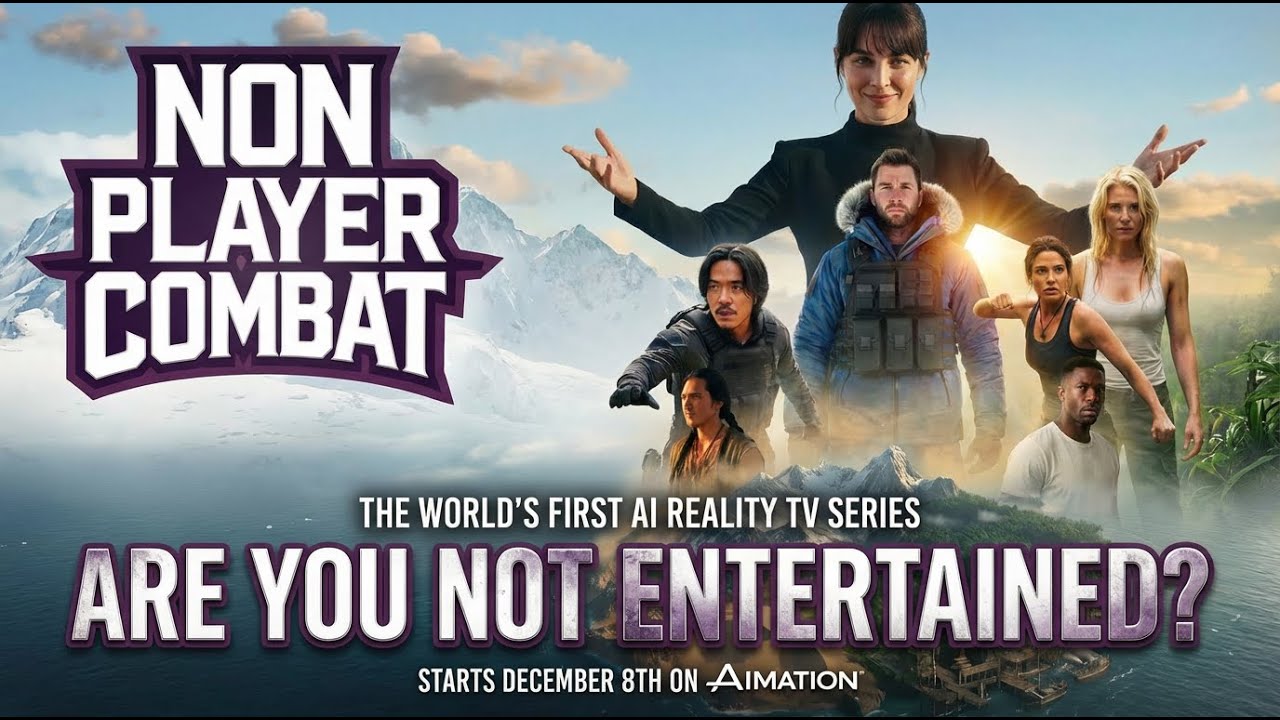 NON
PLAYER
COMBAT
THE WORLD'S FIRST AI REALITY TV SERIES
ARE YOU NOT ENTERTAINED?
STARTS DECEMBER 8TH ON AIMATION